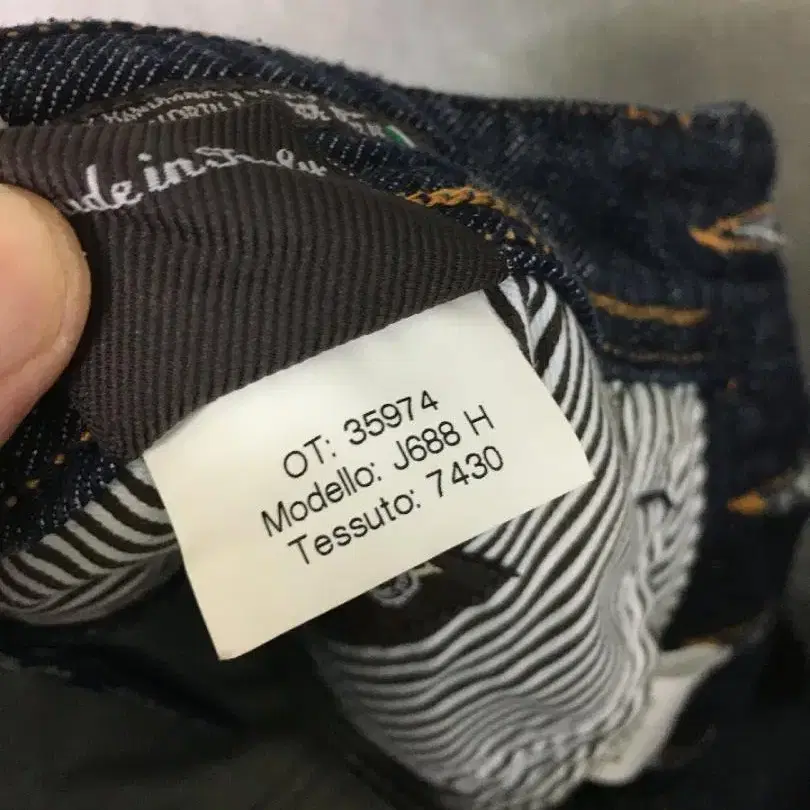 de in Italy
OT: 35974
Modello: J688 H
Tessuto: 7430